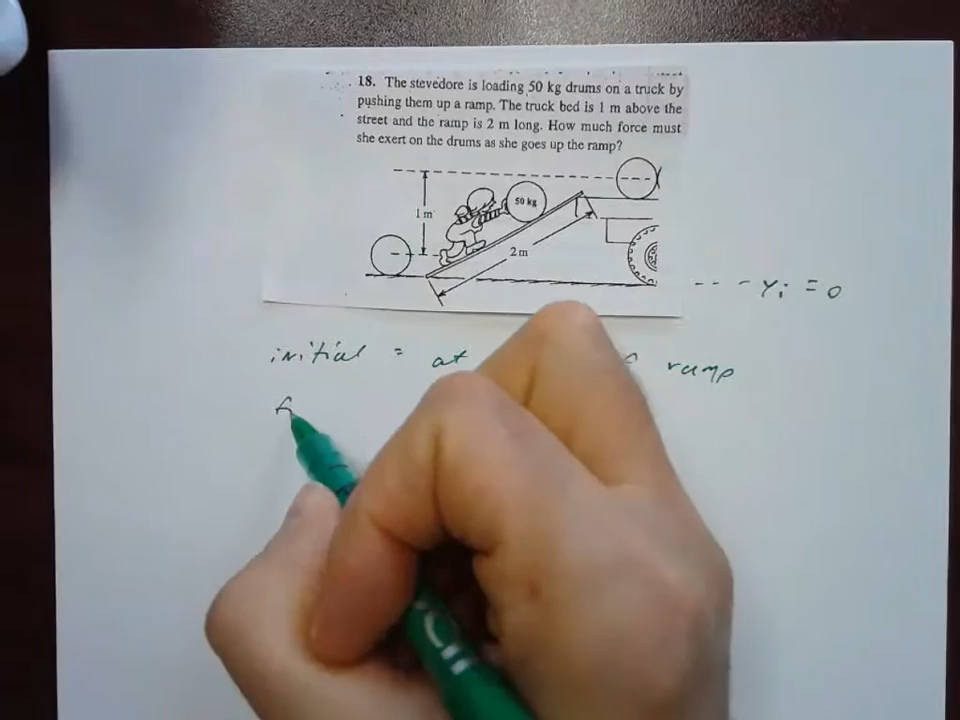 18. The stevedore is loading 50 kg drums on a truck by
pushing them up a ramp. The truck bed is 1 m above the
street and the ramp is 2 m long. How much force must
she exert on the drums as she goes up the ramp?
50 kg
1 m
2 m
--- Yi = 0
initial = at ramp